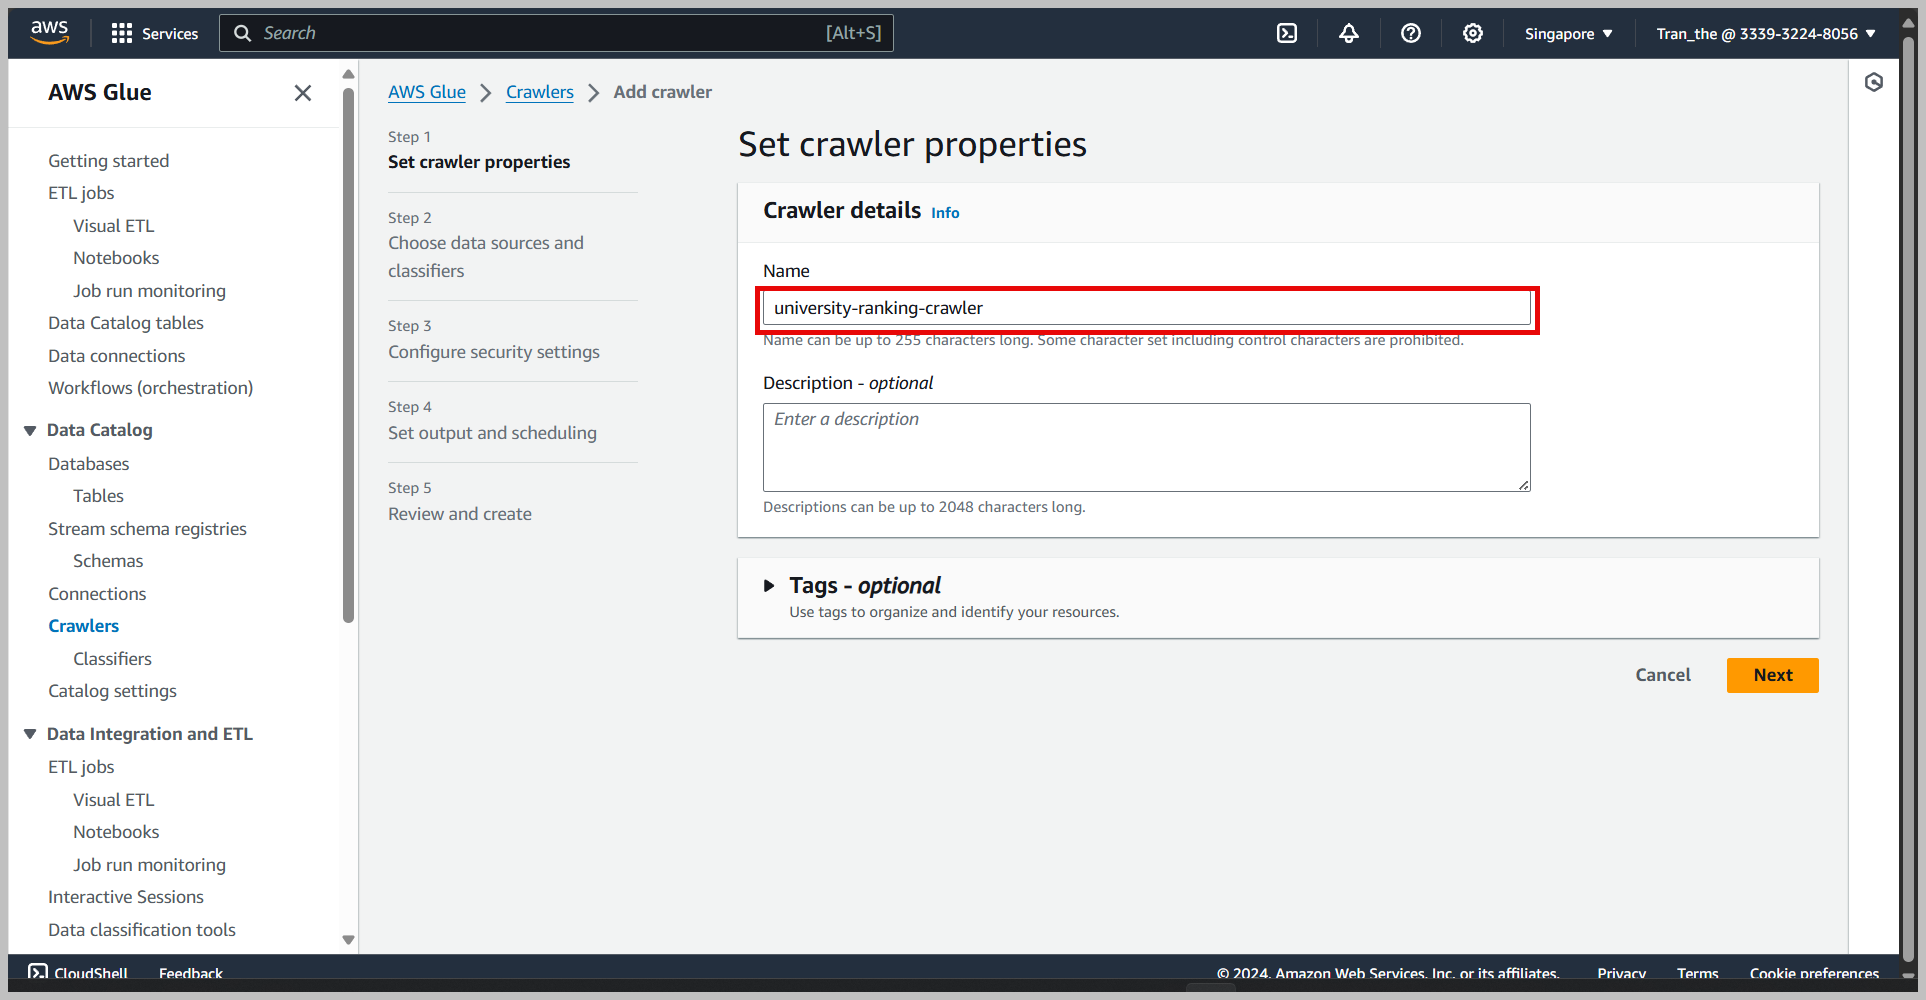 aws
Services
Search
[Alt+S]
Singapore
Tran_the @ 3339-3224-8056
AWS Glue
Getting started
ETL jobs
Visual ETL
Notebooks
Job run monitoring
Data Catalog tables
Data connections
Workflows (orchestration)
Data Catalog
Databases
Tables
Stream schema registries
Schemas
Connections
Crawlers
Classifiers
Catalog settings
Data Integration and ETL
ETL jobs
Visual ETL
Notebooks
Job run monitoring
Interactive Sessions
Data classification tools
AWS Glue
Crawlers
Add crawler
Step 1
Set crawler properties
Step 2
Choose data sources and
classifiers
Step 3
Configure security settings
Step 4
Set output and scheduling
Step 5
Review and create
Set crawler properties
Crawler details Info
Name
university-ranking-crawler
Name can be up to 255 characters long. Some character set including control characters are prohibited.
Description - optional
Enter a description
Descriptions can be up to 2048 characters long.
Tags - optional
Use tags to organize and identify your resources.
Cancel
Next
CloudShell
Feedback
© 2024, Amazon Web Services, Inc. or its affiliates.
Privacy
Terms
Cookie preferences